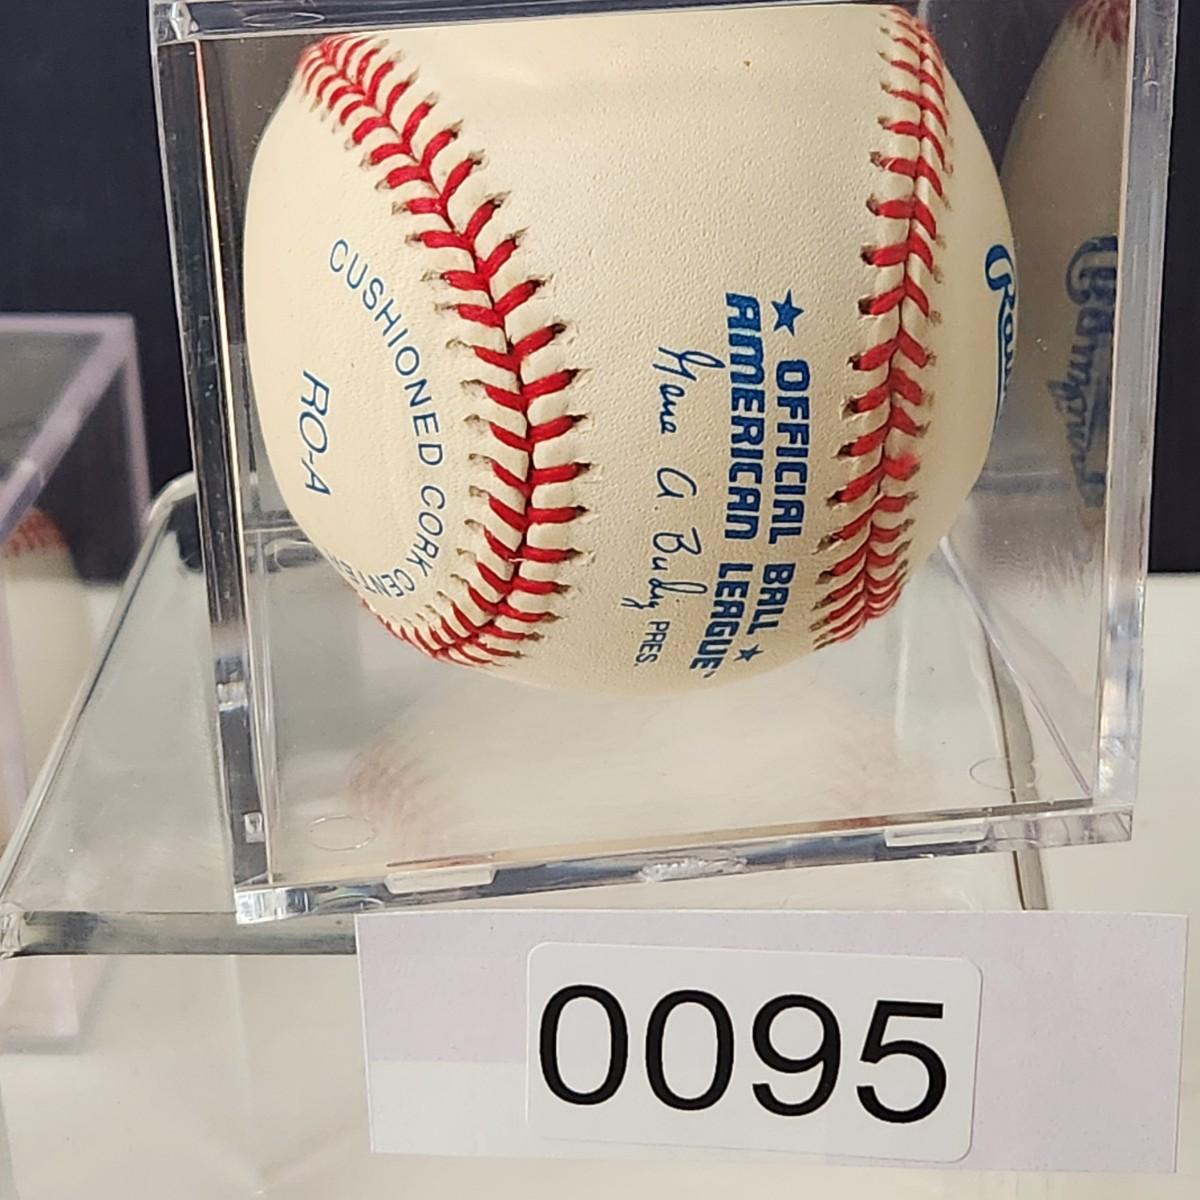 CUSHIONED CORK
RO-A
★ OFFICIAL BALL ★
AMERICAN LEAGUE
Gene A. Budig PRES.
0095